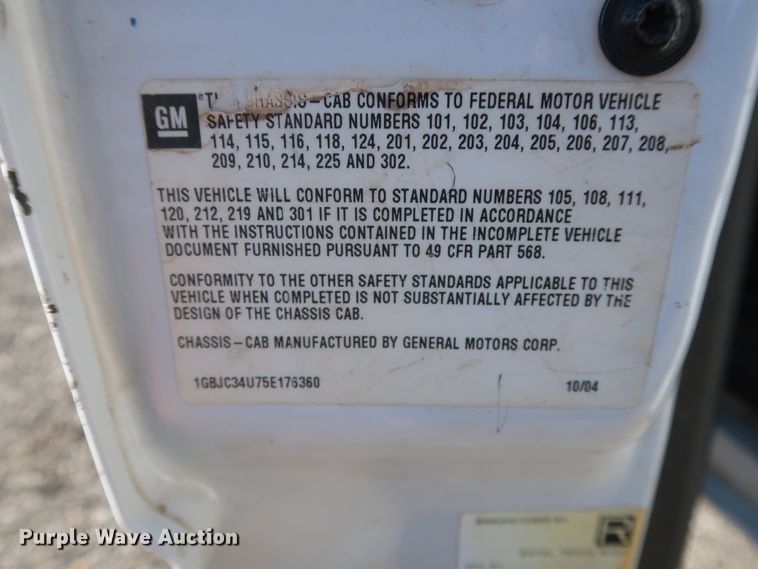 GM
CHASSIS-CAB CONFORMS TO FEDERAL MOTOR VEHICLE
SAFETY STANDARD NUMBERS 101, 102, 103, 104, 106, 113,
114, 115, 116, 118, 124, 201, 202, 203, 204, 205, 206, 207, 208,
209, 210, 214, 225 AND 302.
THIS VEHICLE WILL CONFORM TO STANDARD NUMBERS 105, 108, 111,
120, 212, 219 AND 301 IF IT IS COMPLETED IN ACCORDANCE
WITH THE INSTRUCTIONS CONTAINED IN THE INCOMPLETE VEHICLE
DOCUMENT FURNISHED PURSUANT TO 49 CFR PART 568.
CONFORMITY TO THE OTHER SAFETY STANDARDS APPLICABLE TO THIS
VEHICLE WHEN COMPLETED IS NOT SUBSTANTIALLY AFFECTED BY THE
DESIGN OF THE CHASSIS CAB.
CHASSIS-CAB MANUFACTURED BY GENERAL MOTORS CORP.
1GBJC34U75E176360 10/04
MANUFACTURED BY
Purple Wave Auction